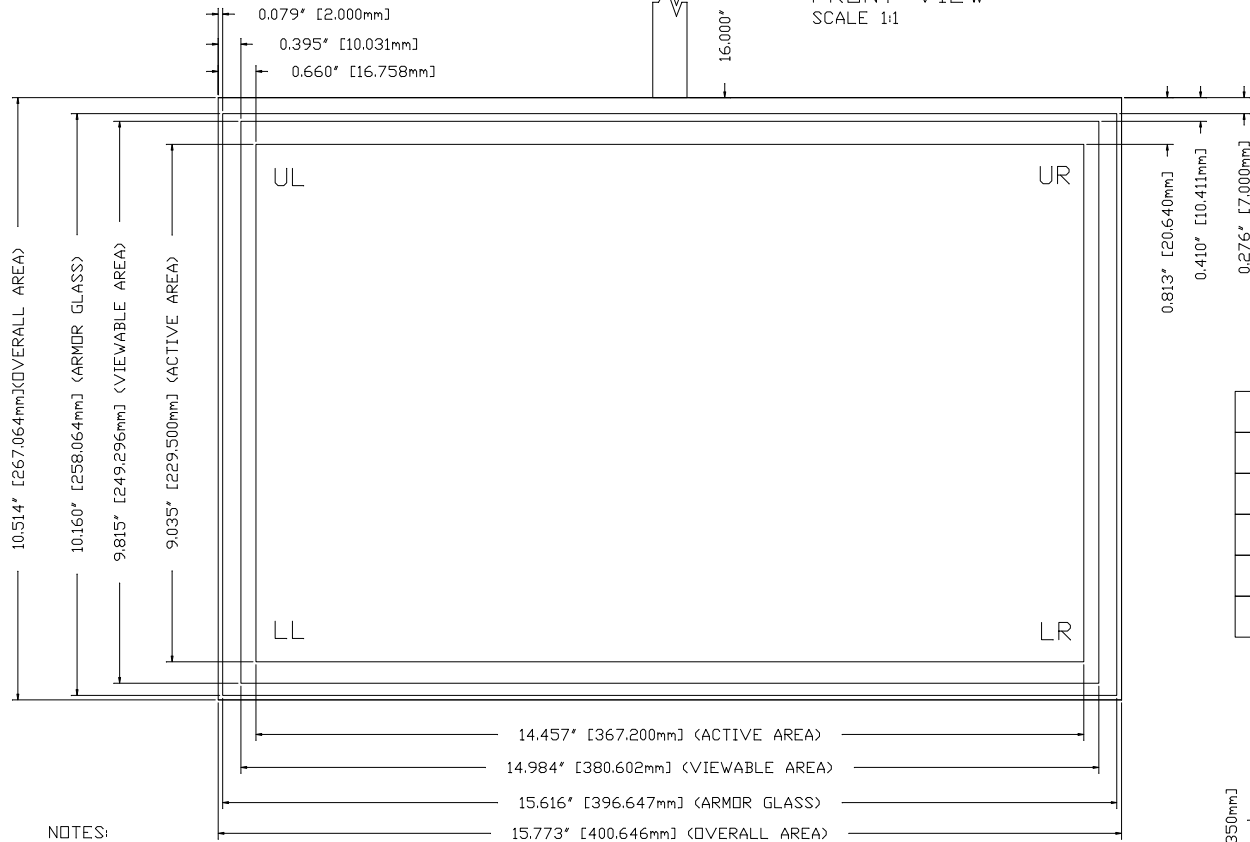 0.079" [2.000mm]
0.395" [10.031mm]
0.660" [16.758mm]
16.000"
FRONT VIEW
SCALE 1:1
UL
UR
LL
LR
10.514" [267.064mm](OVERALL AREA)
10.160" [258.064mm] (ARMOR GLASS)
9.815" [249.296mm] (VIEWABLE AREA)
9.035" [229.500mm] (ACTIVE AREA)
0.813" [20.640mm]
0.410" [10.411mm]
0.276" [7.000mm]
14.457" [367.200mm] (ACTIVE AREA)
14.984" [380.602mm] (VIEWABLE AREA)
15.616" [396.647mm] (ARMOR GLASS)
15.773" [400.646mm] (OVERALL AREA)
NOTES:
350mm]